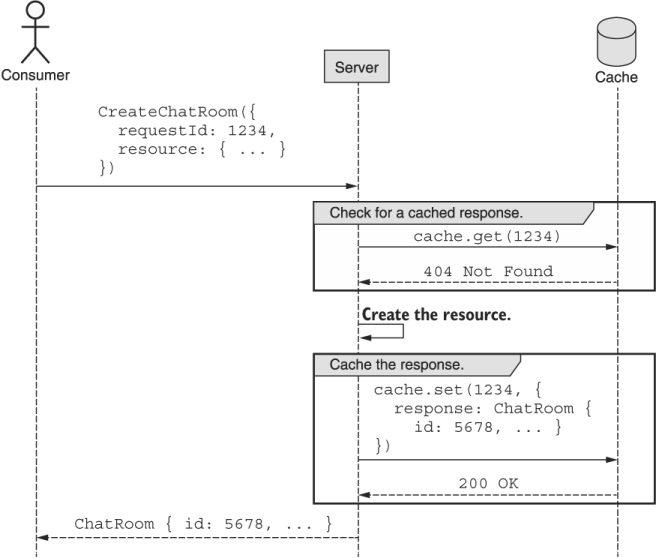 Consumer
Server
Cache
CreateChatRoom({
requestId: 1234,
resource: { ... }
})
Check for a cached response.
cache.get(1234)
404 Not Found
Create the resource.
Cache the response.
cache.set(1234, {
response: ChatRoom {
id: 5678, ... }
})
200 OK
ChatRoom { id: 5678, ... }